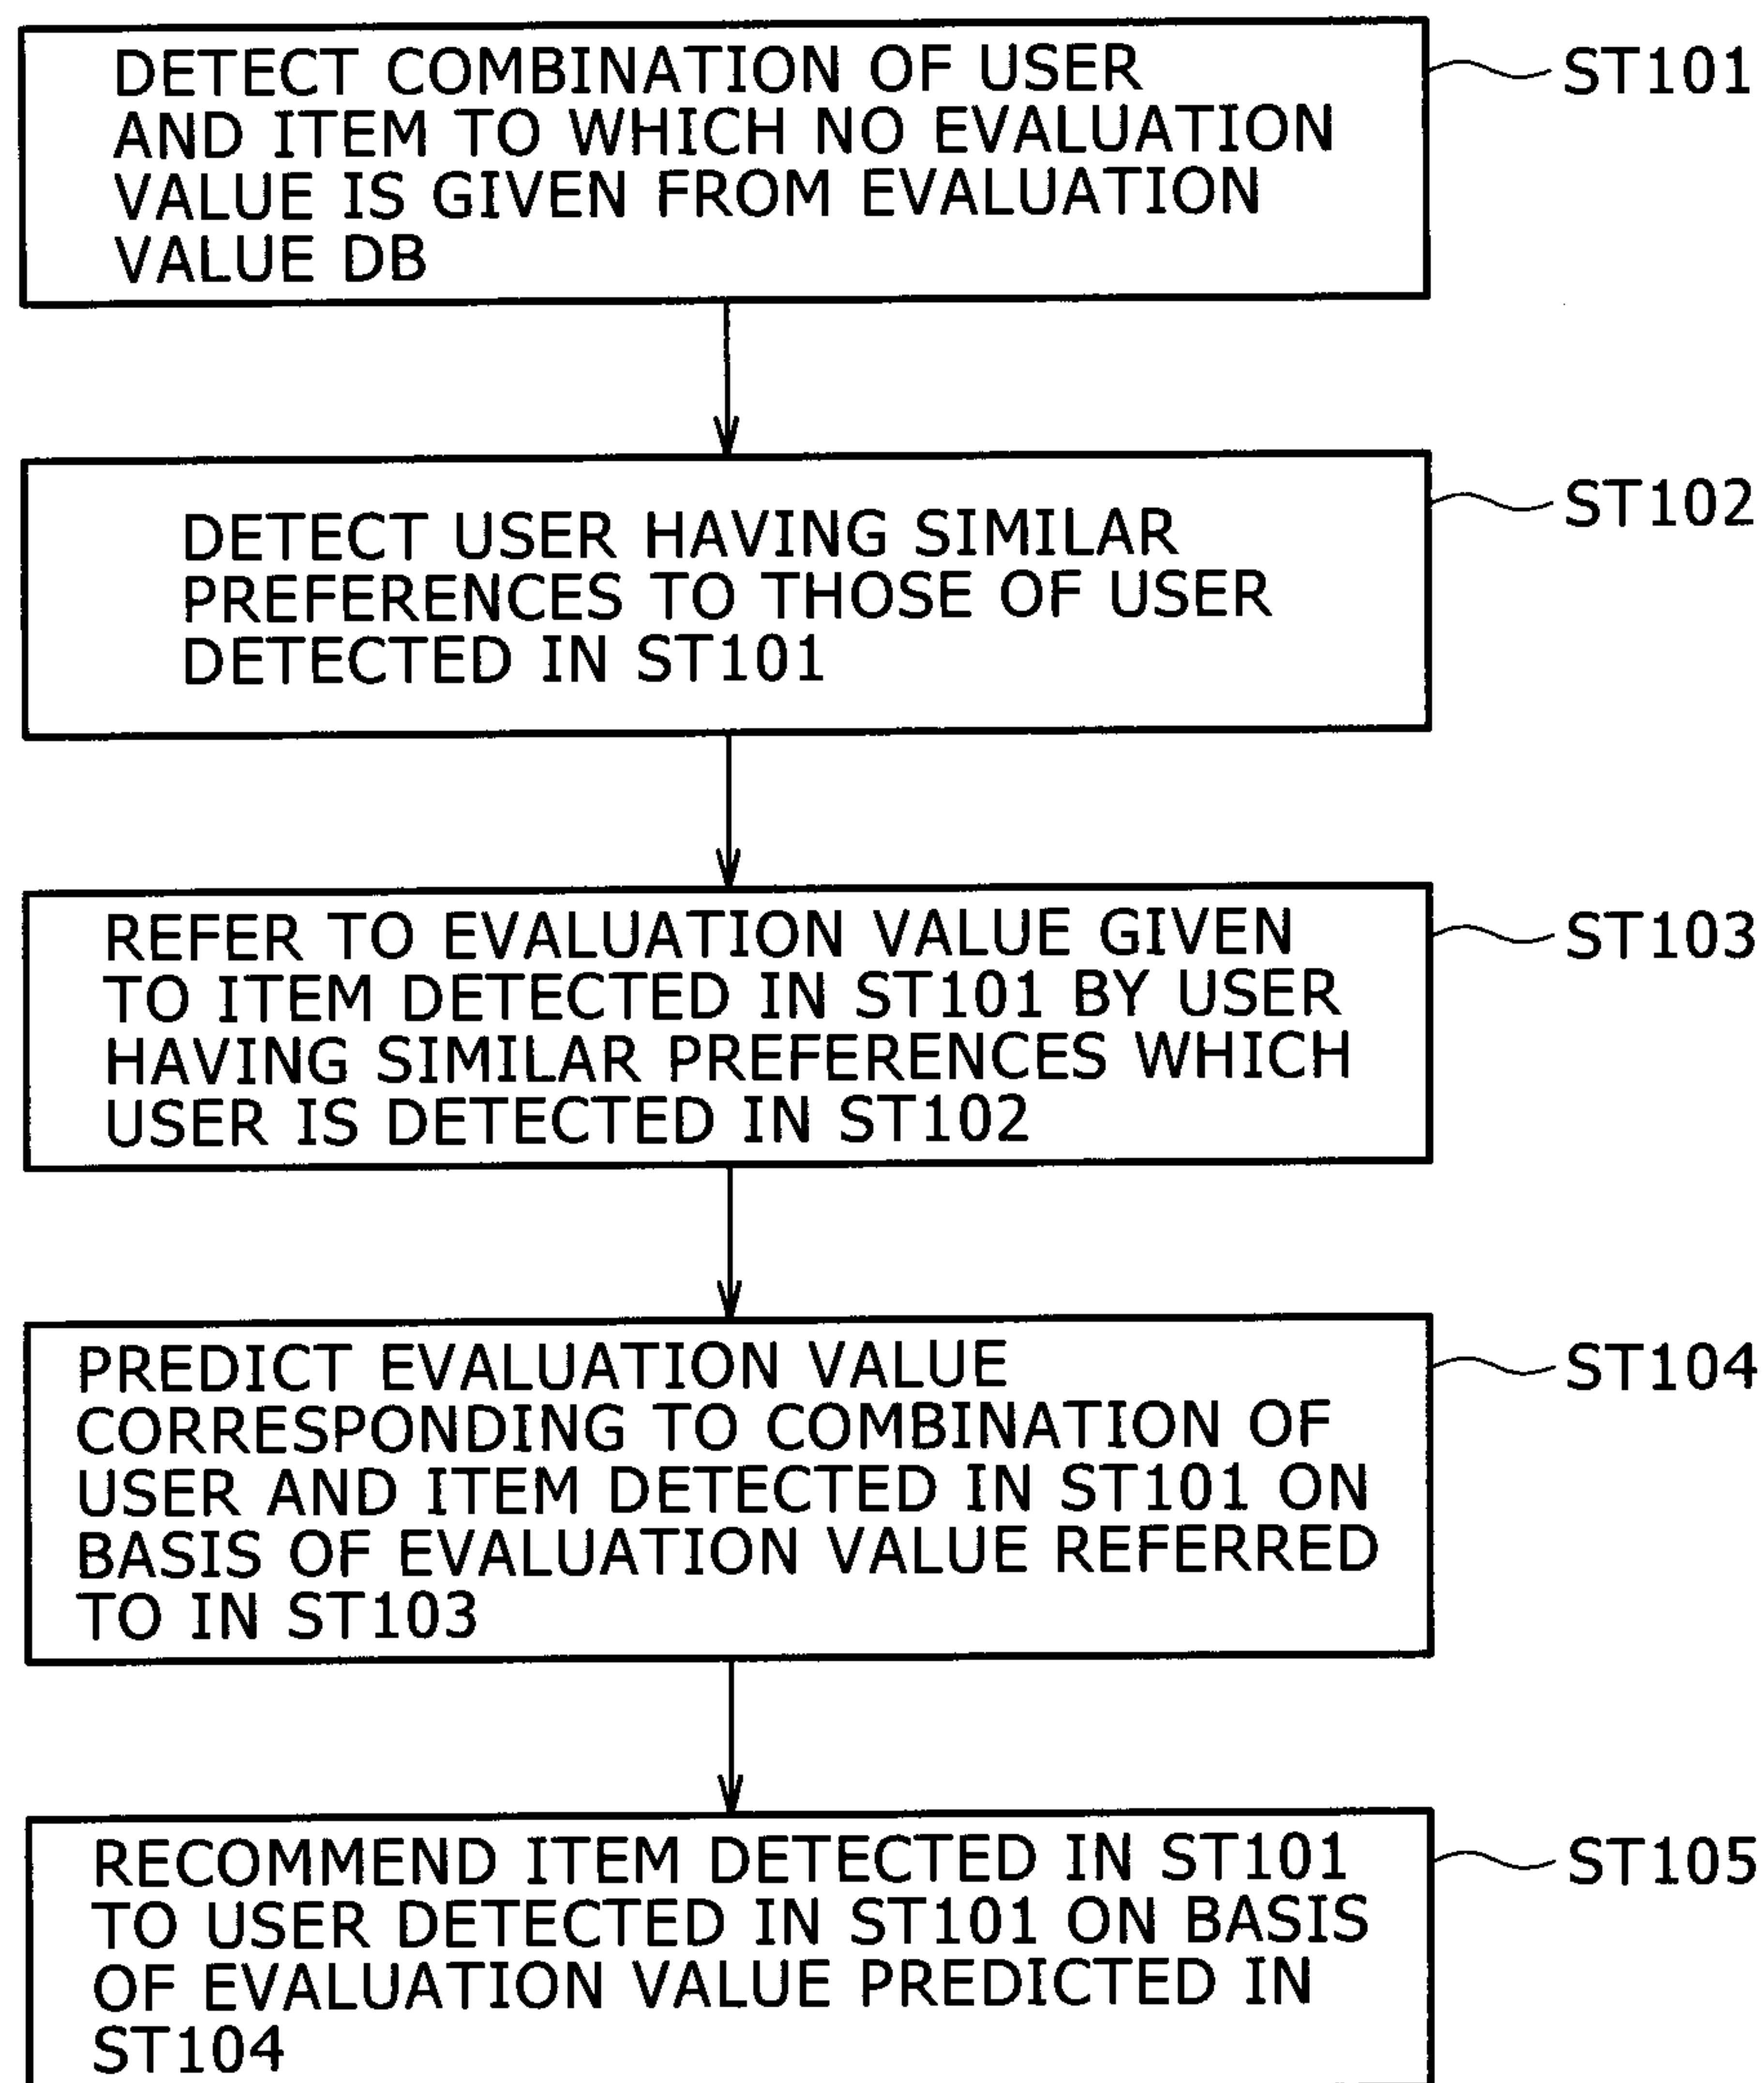 DETECT COMBINATION OF USER
AND ITEM TO WHICH NO EVALUATION
VALUE IS GIVEN FROM EVALUATION
VALUE DB
ST101
DETECT USER HAVING SIMILAR
PREFERENCES TO THOSE OF USER
DETECTED IN ST101
ST102
REFER TO EVALUATION VALUE GIVEN
TO ITEM DETECTED IN ST101 BY USER
HAVING SIMILAR PREFERENCES WHICH
USER IS DETECTED IN ST102
ST103
PREDICT EVALUATION VALUE
CORRESPONDING TO COMBINATION OF
USER AND ITEM DETECTED IN ST101 ON
BASIS OF EVALUATION VALUE REFERRED
TO IN ST103
ST104
RECOMMEND ITEM DETECTED IN ST101
TO USER DETECTED IN ST101 ON BASIS
OF EVALUATION VALUE PREDICTED IN
ST104
ST105